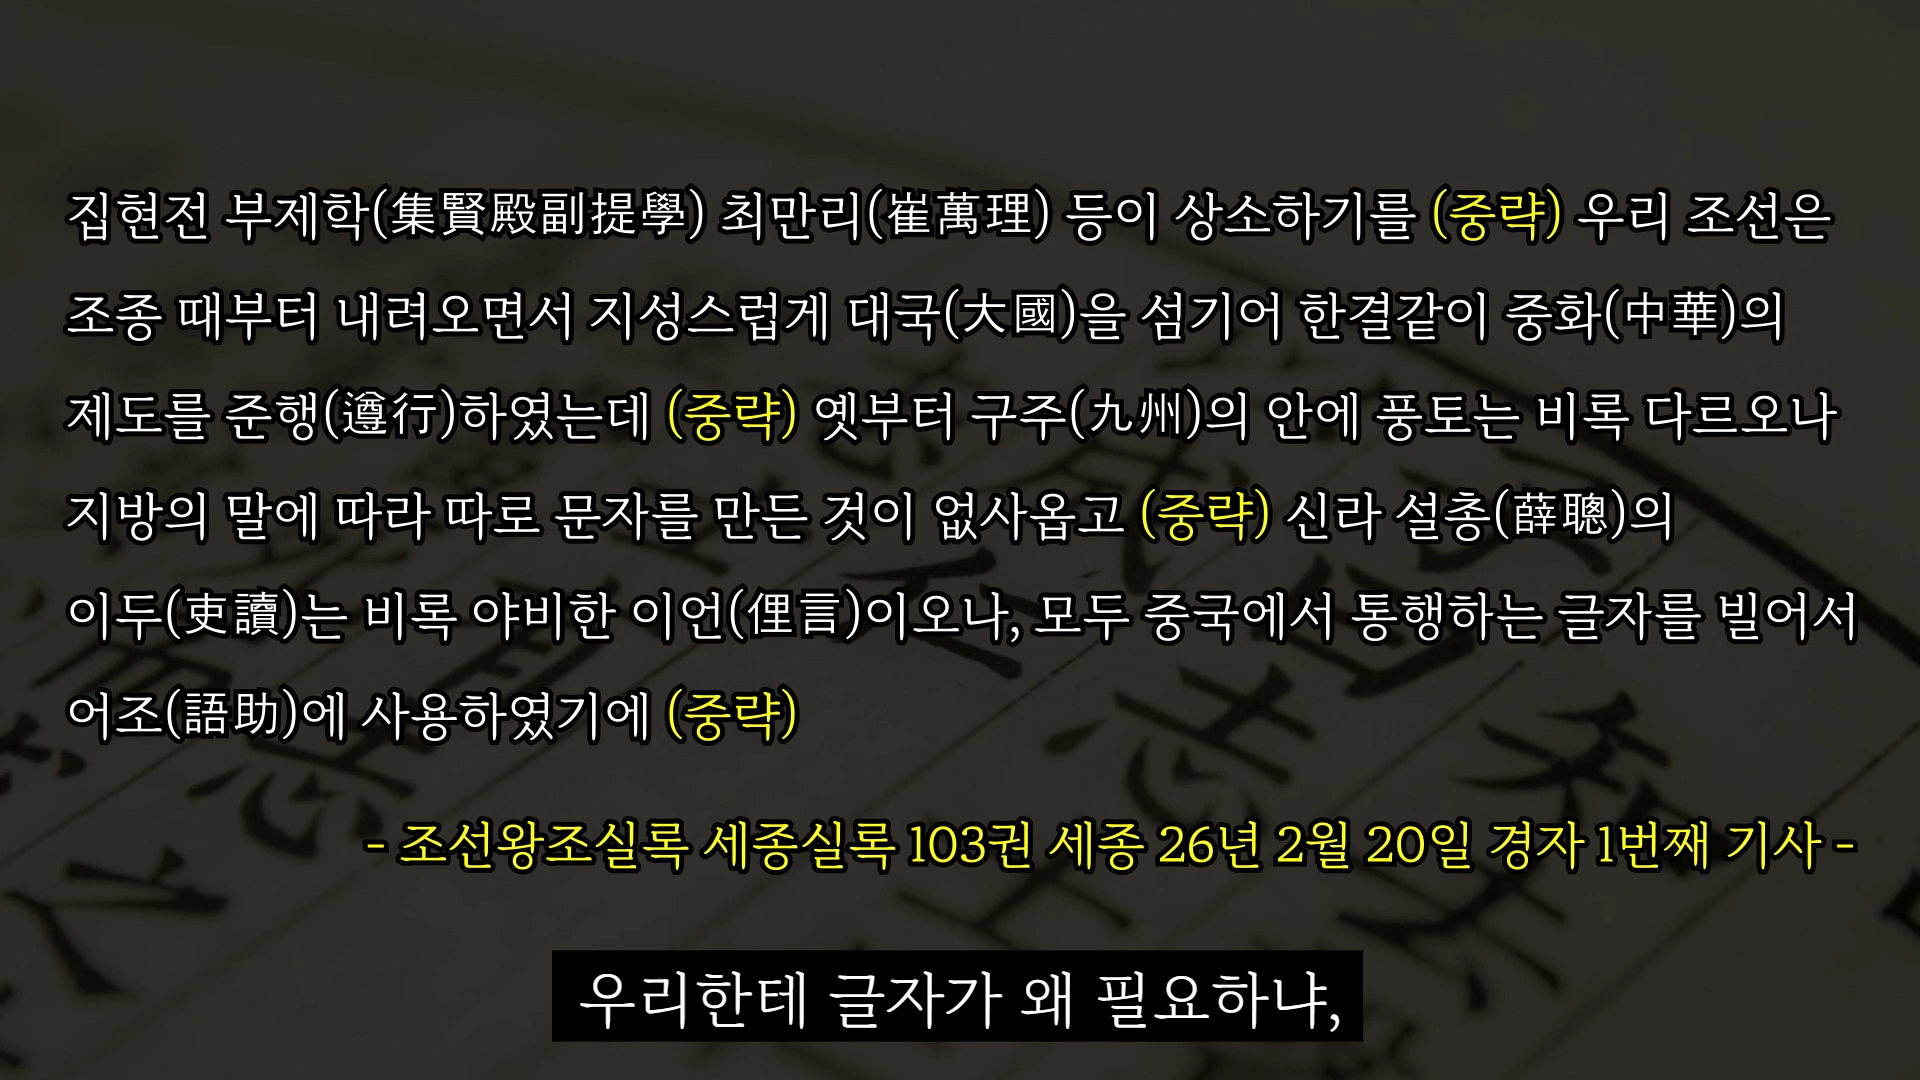 집현전 부제학(集賢殿副提學) 최만리(崔萬理) 등이 상소하기를 (중략) 우리 조선은
조종 때부터 내려오면서 지성스럽게 대국(大國)을 섬기어 한결같이 중화(中華)의
제도를 준행(遵行)하였는데 (중략) 옛부터 구주(九州)의 안에 풍토는 비록 다르오나
지방의 말에 따라 따로 문자를 만든 것이 없사옵고 (중략) 신라 설총(薛聰)의
이두(吏讀)는 비록 야비한 이언(俚言)이오나, 모두 중국에서 통행하는 글자를 빌어서
어조(語助)에 사용하였기에 (중략)
- 조선왕조실록 세종실록 103권 세종 26년 2월 20일 경자 1번째 기사 -
우리한테 글자가 왜 필요하냐,